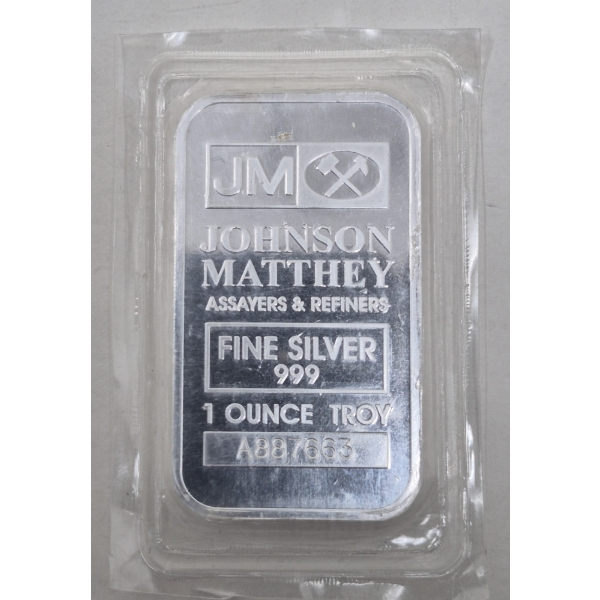 JM
JOHNSON
MATTHEY
ASSAYERS & REFINERS
FINE SILVER
999
1 OUNCE TROY